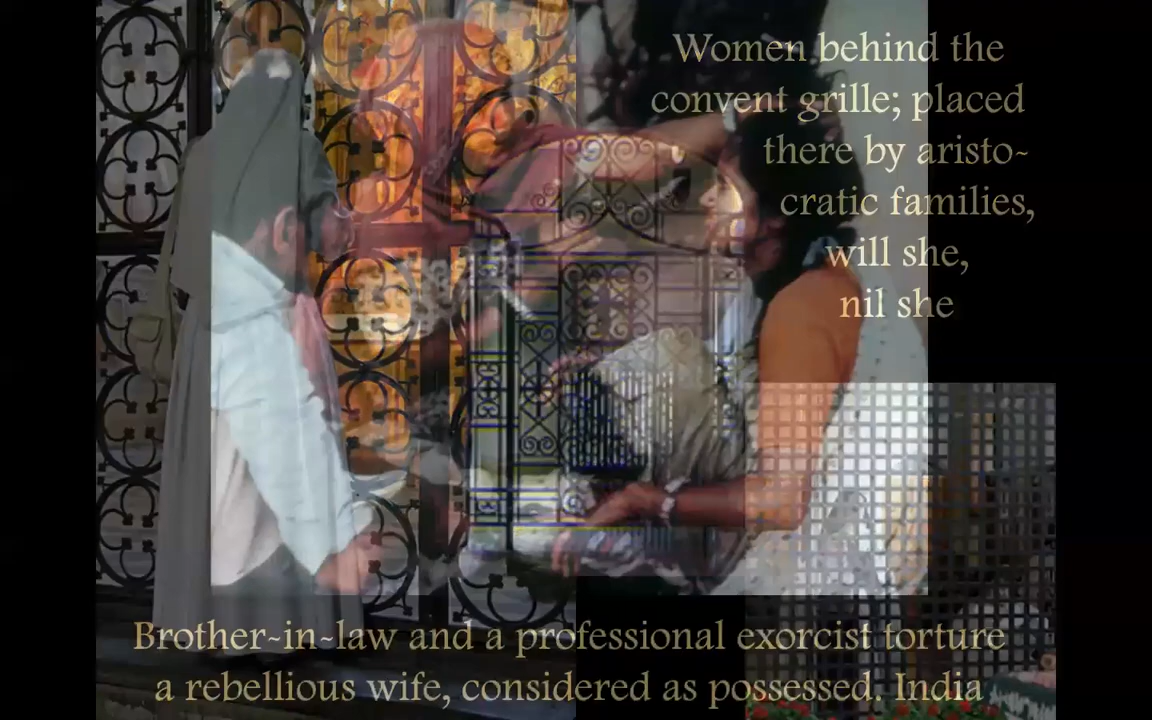 Women behind the
convent grille; placed
there by aristo-
cratic families,
will she,
nil she
Brother-in-law and a professional exorcist torture
a rebellious wife, considered as possessed. India